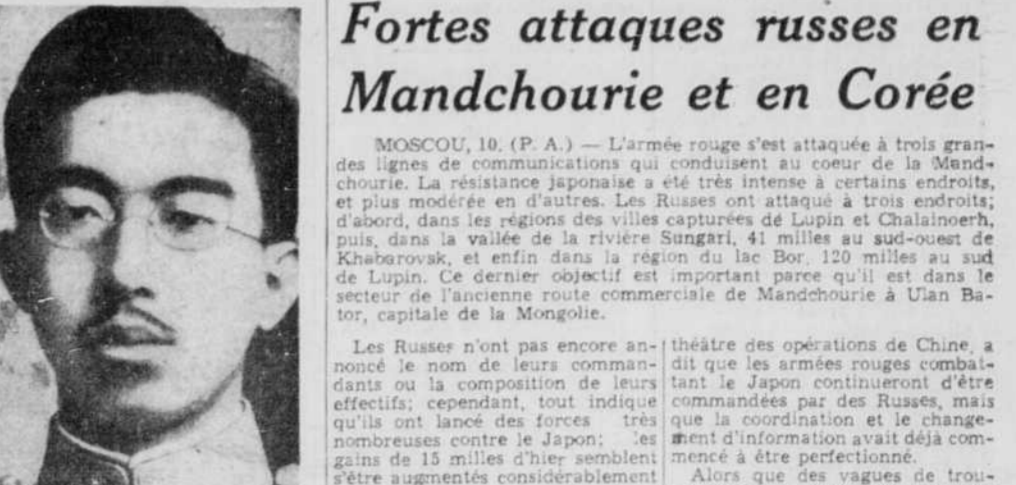 Fortes attaques russes en
Mandchourie et en Corée
MOSCOU, 10. (P. A.) — L'armée rouge s'est attaquée à trois gran-
des lignes de communications qui conduisent au coeur de la Mand-
chourie. La résistance japonaise a été très intense à certains endroits,
et plus modérée en d'autres. Les Russes ont attaqué à trois endroits;
d'abord, dans les régions des villes capturées de Lupin et Chalainoerh,
puis, dans la vallée de la rivière Sungari, 41 milles au sud-ouest de
Khabarovsk, et enfin dans la région du lac Bor, 120 milles au sud
de Lupin. Ce dernier objectif est important parce qu'il est dans le
secteur de l'ancienne route commerciale de Mandchourie à Ulan Ba-
tor, capitale de la Mongolie.
Les Russes n'ont pas encore an-
noncé le nom de leurs comman-
dants ou la composition de leurs
effectifs; cependant, tout indique
qu'ils ont lancé des forces très
nombreuses contre le Japon; les
gains de 15 milles d'hier semblent
s'être augmentés considérablement
théâtre des opérations de Chine, a
dit que les armées rouges combat-
tant le Japon continueront d'être
commandées par des Russes, mais
que la coordination et le change-
ment d'information avait déjà com-
mencé à être perfectionné.
Alors que des vagues de trou-